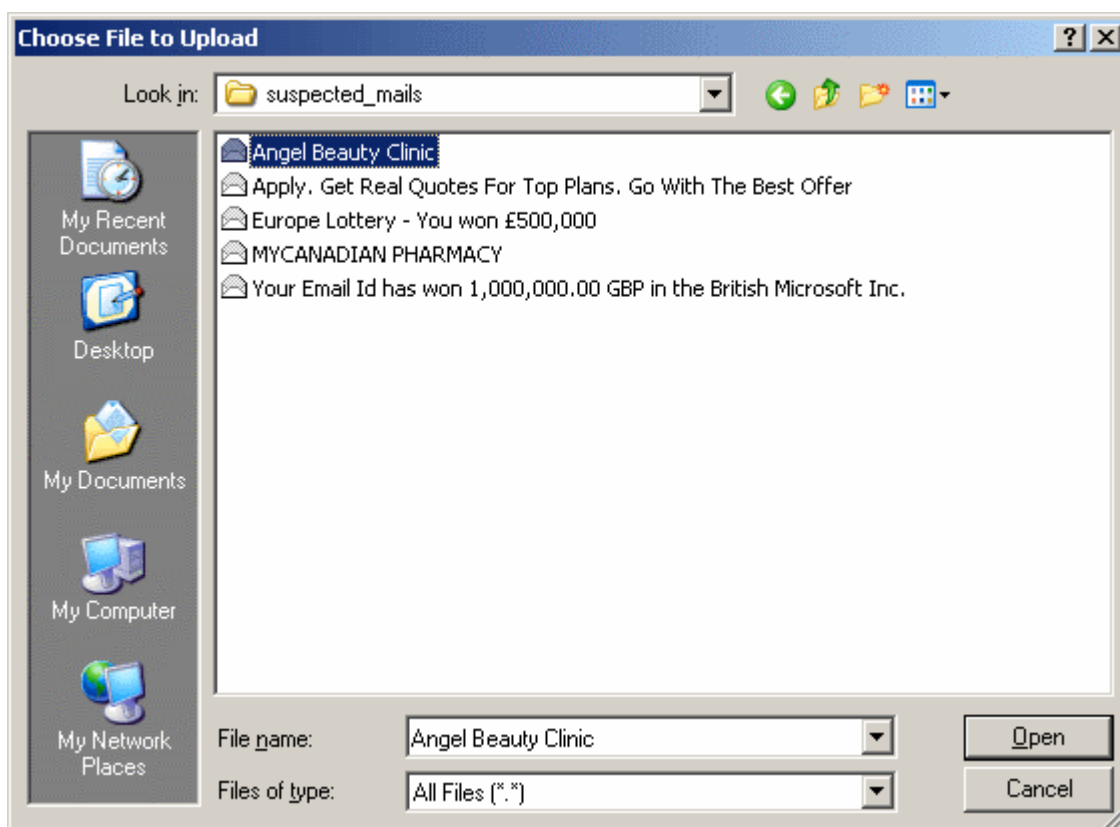 Choose File to Upload
Look in:
suspected_mails
My Recent
Documents
Desktop
My Documents
My Computer
My Network
Places
Angel Beauty Clinic
Apply. Get Real Quotes For Top Plans. Go With The Best Offer
Europe Lottery - You won £500,000
MYCANADIAN PHARMACY
Your Email Id has won 1,000,000.00 GBP in the British Microsoft Inc.
File name:
Angel Beauty Clinic
Open
Files of type:
All Files (*.*)
Cancel